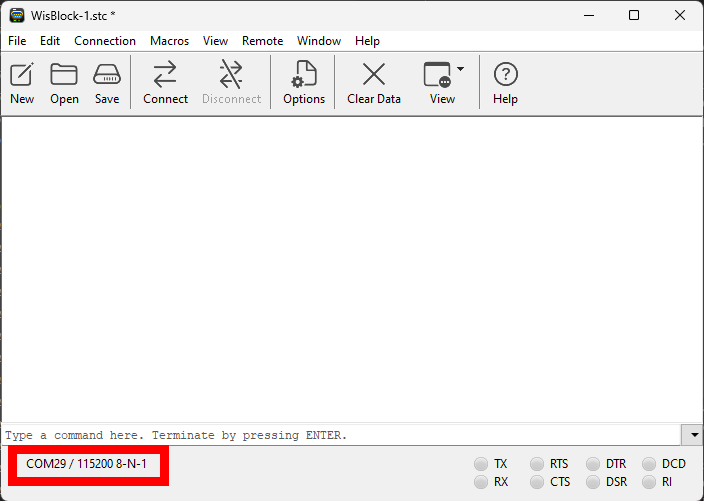 WisBlock-1.stc *
File Edit Connection Macros View Remote Window Help
New Open Save Connect Disconnect Options Clear Data View Help
Type a command here. Terminate by pressing ENTER.
COM29 / 115200 8-N-1
TX RTS DTR DCD
RX CTS DSR RI